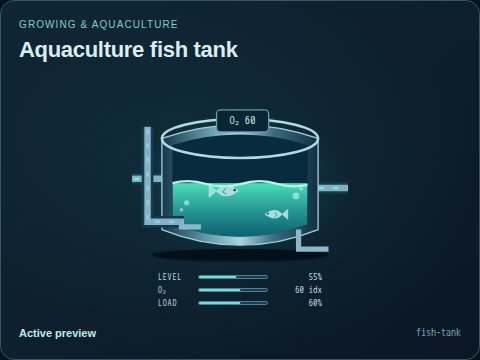 GROWING & AQUACULTURE
Aquaculture fish tank
O₂ 60
LEVEL 55%
O₂ 60 idx
LOAD 60%
Active preview fish-tank